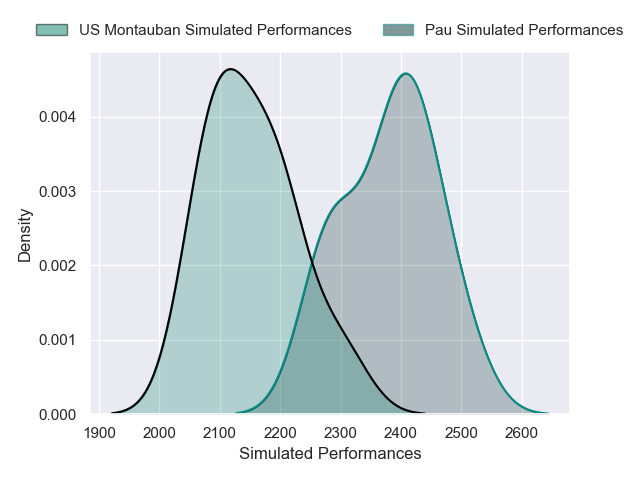 US Montauban Simulated Performances
Pau Simulated Performances
Density
0.004
0.003
0.002
0.001
0.000
1900 2000 2100 2200 2300 2400 2500 2600
Simulated Performances